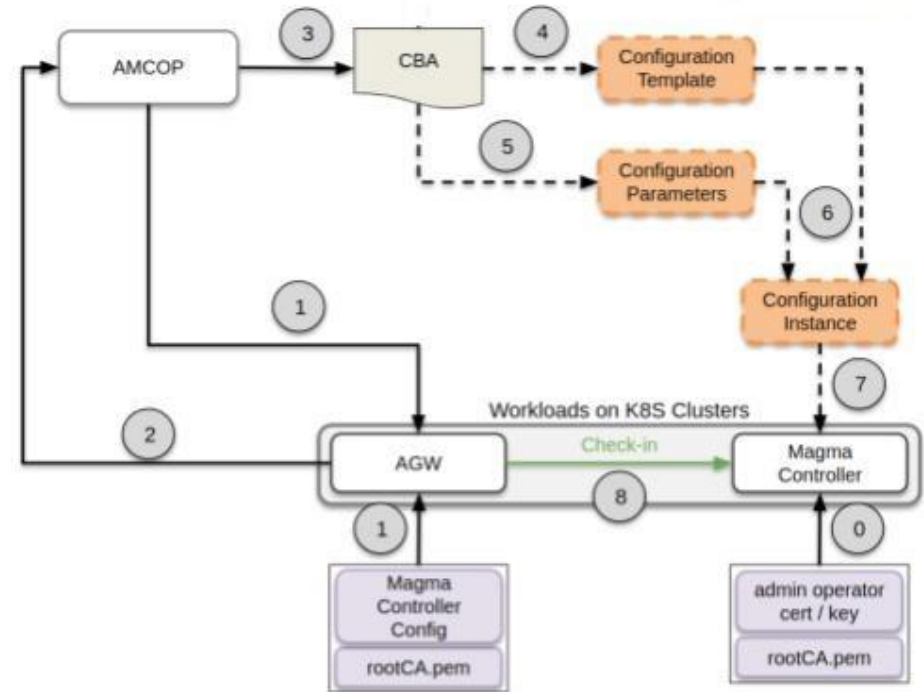 3
4
AMCOP
CBA
Configuration
Template
5
Configuration
Parameters
6
1
Configuration
Instance
7
2
Workloads on K8S Clusters
AGW
Check-in
Magma
Controller
8
1
0
Magma
Controller
Config
rootCA.pem
admin operator
cert / key
rootCA.pem